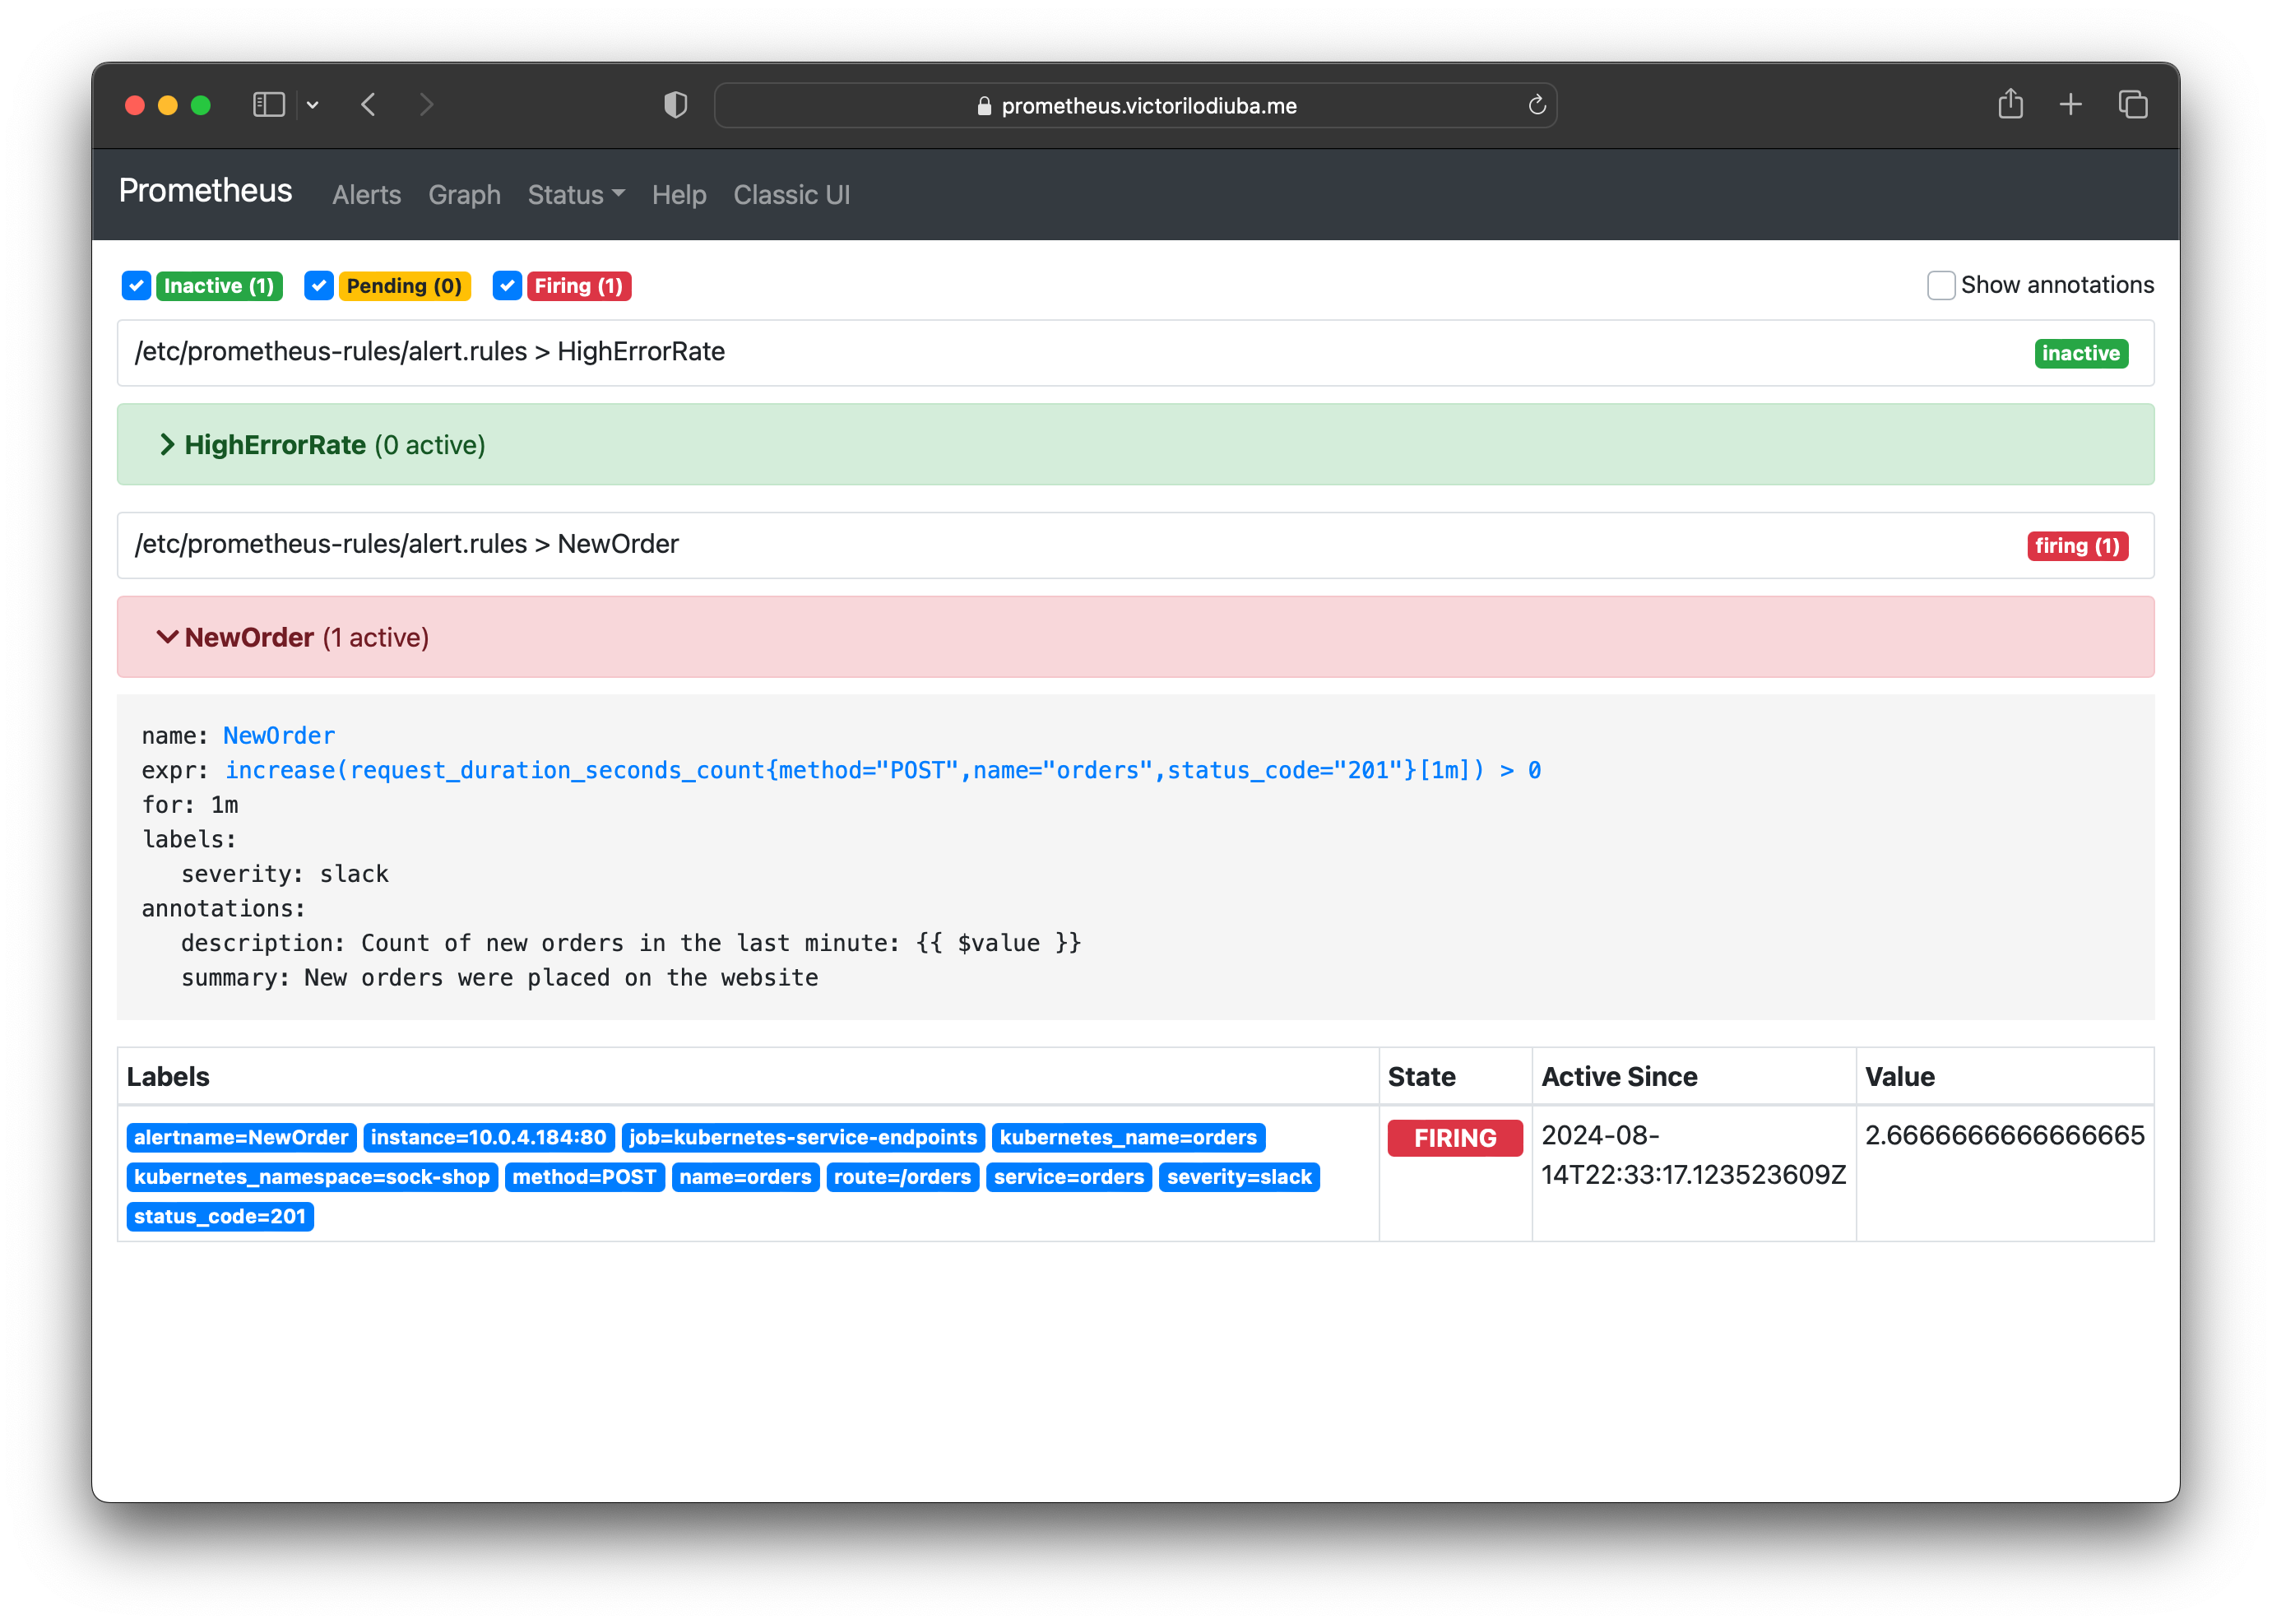 prometheus.victorilodiuba.me
Prometheus Alerts Graph Status Help Classic UI
Inactive (1) Pending (0) Firing (1) Show annotations
/etc/prometheus-rules/alert.rules > HighErrorRate inactive
HighErrorRate (0 active)
/etc/prometheus-rules/alert.rules > NewOrder firing (1)
NewOrder (1 active)
name: NewOrder
expr: increase(request_duration_seconds_count{method="POST",name="orders",status_code="201"}[1m]) > 0
for: 1m
labels:
severity: slack
annotations:
description: Count of new orders in the last minute: {{ $value }}
summary: New orders were placed on the website
Labels State Active Since Value
alertname=NewOrder instance=10.0.4.184:80 job=kubernetes-service-endpoints kubernetes_name=orders FIRING 2024-08- 2.6666666666666665
kubernetes_namespace=sock-shop method=POST name=orders route=/orders service=orders severity=slack 14T22:33:17.123523609Z
status_code=201